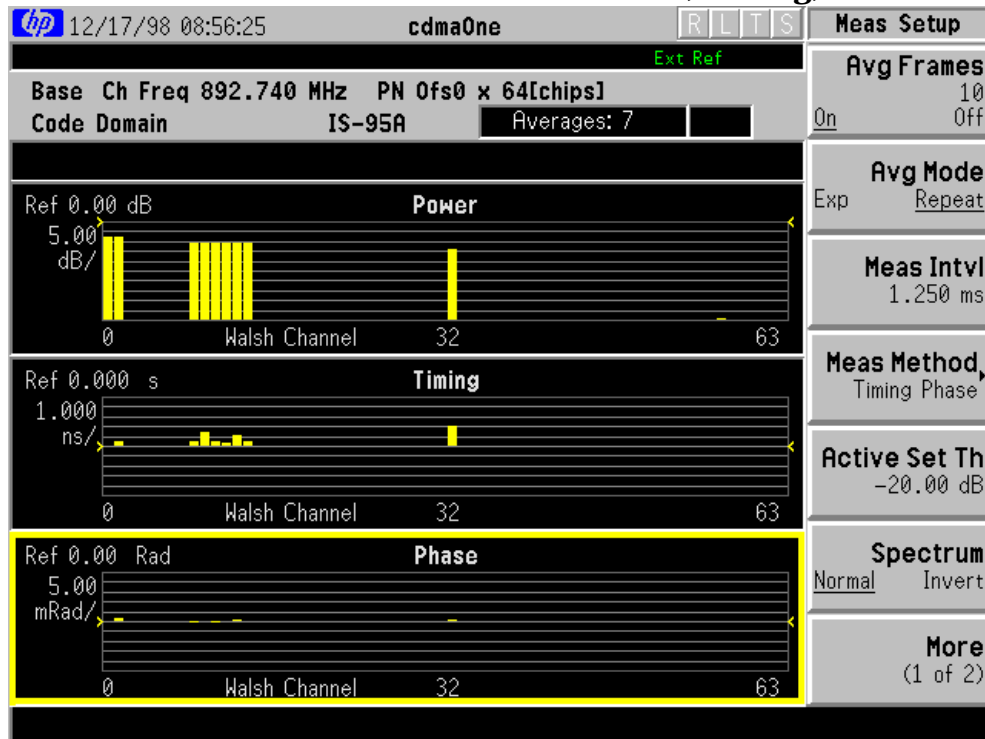 hp 12/17/98 08:56:25 cdmaOne R L T S
Ext Ref
Base Ch Freq 892.740 MHz PN Ofs0 x 64[chips]
Code Domain IS-95A Averages: 7
Ref 0.00 dB Power
5.00
dB/
0 Walsh Channel 32 63
Ref 0.000 s Timing
1.000
ns/
0 Walsh Channel 32 63
Ref 0.00 Rad Phase
5.00
mRad/
0 Walsh Channel 32 63
Meas Setup
Avg Frames
10
On Off
Avg Mode
Exp Repeat
Meas Intvl
1.250 ms
Meas Method
Timing Phase
Active Set Th
-20.00 dB
Spectrum
Normal Invert
More
(1 of 2)